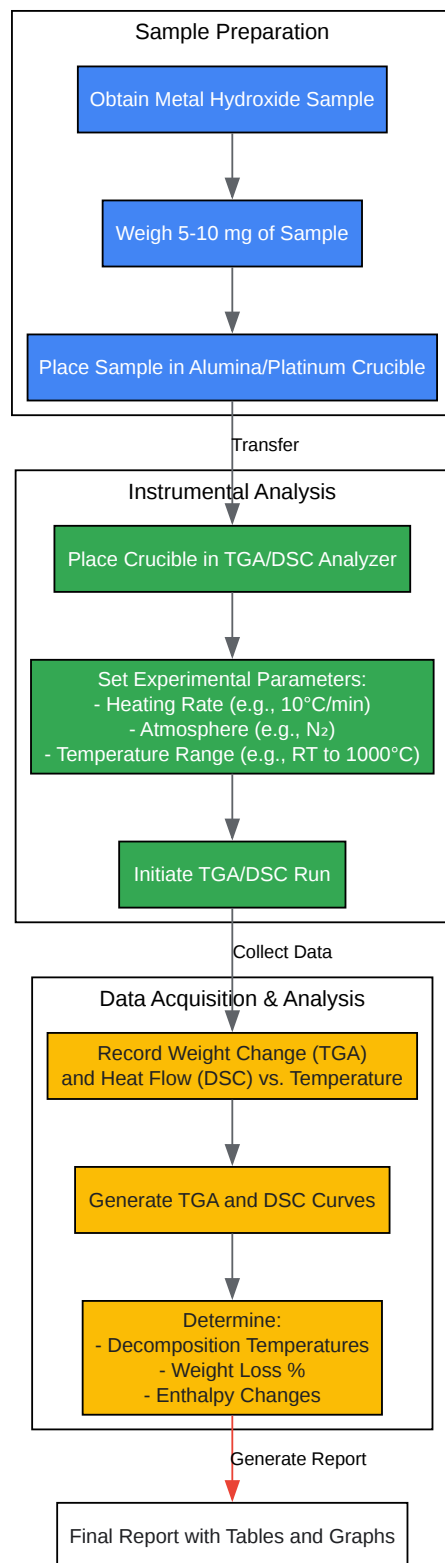 Sample Preparation
Obtain Metal Hydroxide Sample
Weigh 5-10 mg of Sample
Place Sample in Alumina/Platinum Crucible
Transfer
Instrumental Analysis
Place Crucible in TGA/DSC Analyzer
Set Experimental Parameters:
- Heating Rate (e.g., 10°C/min)
- Atmosphere (e.g., N₂)
- Temperature Range (e.g., RT to 1000°C)
Initiate TGA/DSC Run
Collect Data
Data Acquisition & Analysis
Record Weight Change (TGA)
and Heat Flow (DSC) vs. Temperature
Generate TGA and DSC Curves
Determine:
- Decomposition Temperatures
- Weight Loss %
- Enthalpy Changes
Generate Report
Final Report with Tables and Graphs